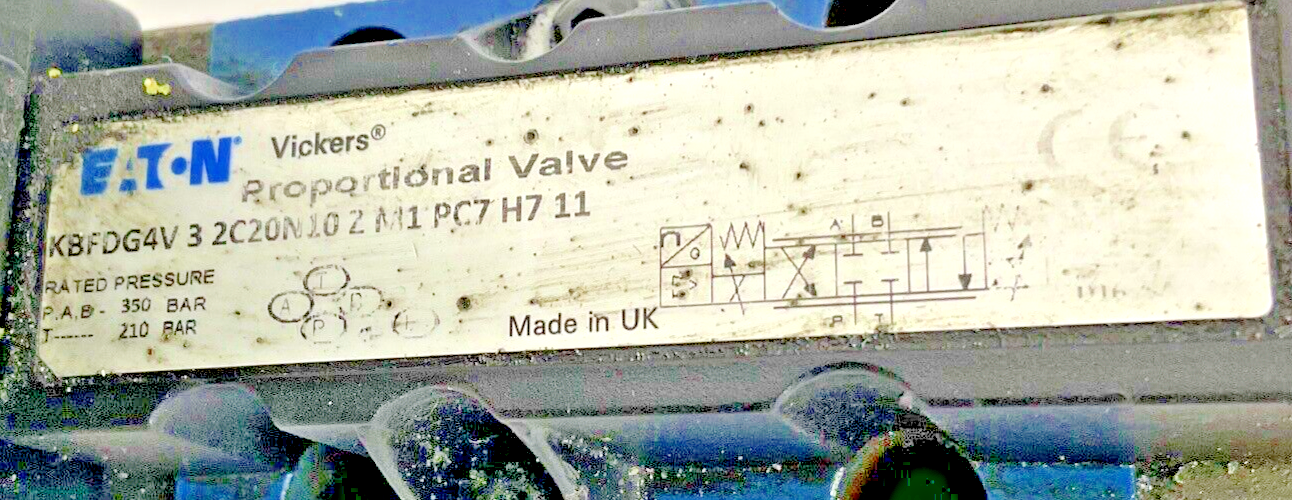 EATON Vickers®
Proportional Valve
KBFDG4V 3 2C20N10 Z M1 PC7 H7 11
RATED PRESSURE
P.A.B - 350 BAR
T------ 210 BAR
T
A
P
L
Made in UK
A B
G
P T
CE